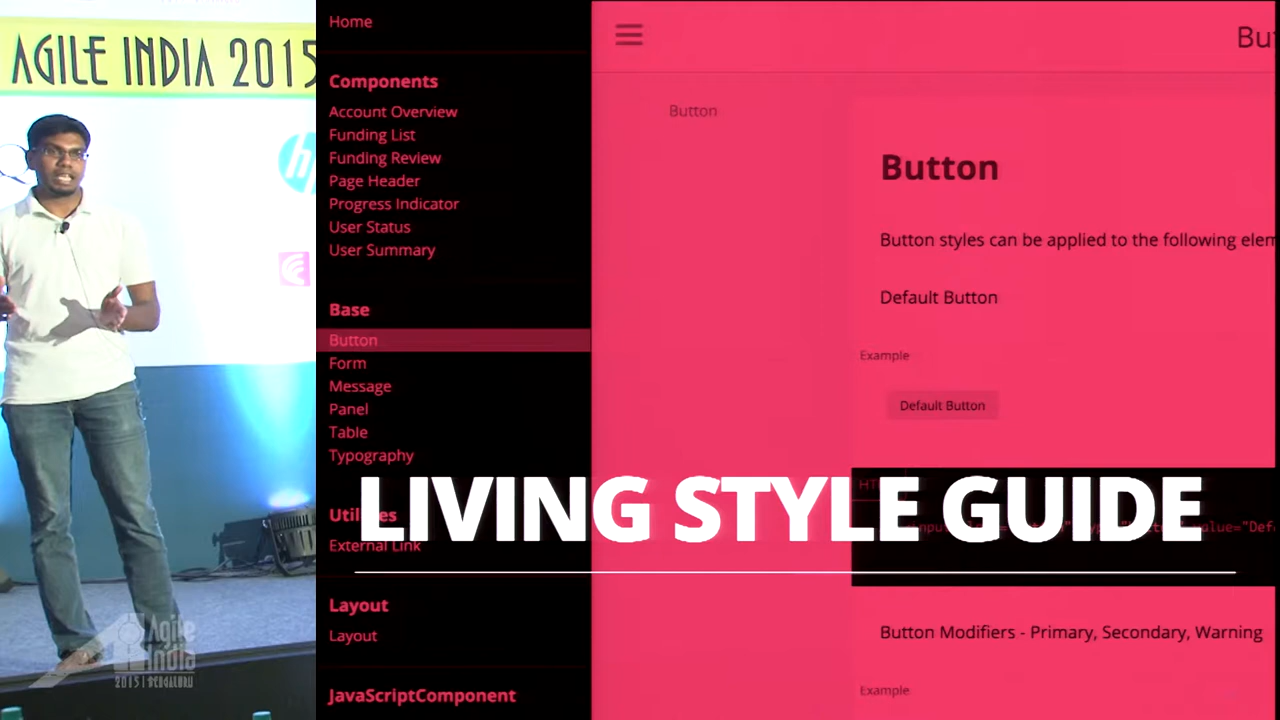 AGILE INDIA 2015
hp
Agile
India
2015 | BENGALURU
Home
Components
Account Overview
Funding List
Funding Review
Page Header
Progress Indicator
User Status
User Summary
Base
Button
Form
Message
Panel
Table
Typography
Utilities
External Link
Layout
Layout
JavaScriptComponent
Button
Button
Button styles can be applied to the following
Default Button
Example
Default Button
LIVING STYLE GUIDE
Button Modifiers - Primary, Secondary, Warning
Example